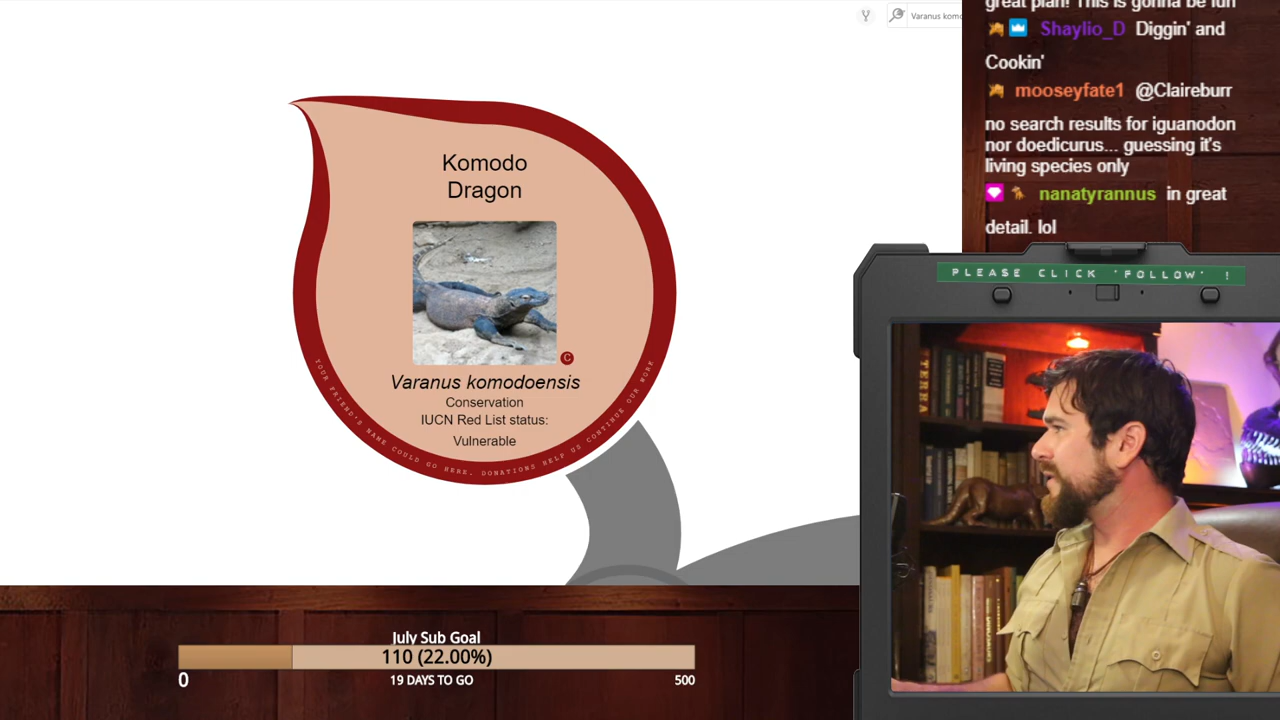 Varanus komo
great plan! This is gonna be fun
Shaylio_D Diggin' and
Cookin'
mooseyfate1 @Claireburr
no search results for iguanodon
nor doedicurus... guessing it's
living species only
nanatyrannus in great
detail. lol
PLEASE CLICK 'FOLLOW' !
Komodo
Dragon
C
Varanus komodoensis
Conservation
IUCN Red List status:
Vulnerable
YOUR FRIEND'S NAME COULD GO HERE. DONATIONS HELP US CONTINUE OUR WORK
TERRA
July Sub Goal
110 (22.00%)
0
19 DAYS TO GO
500